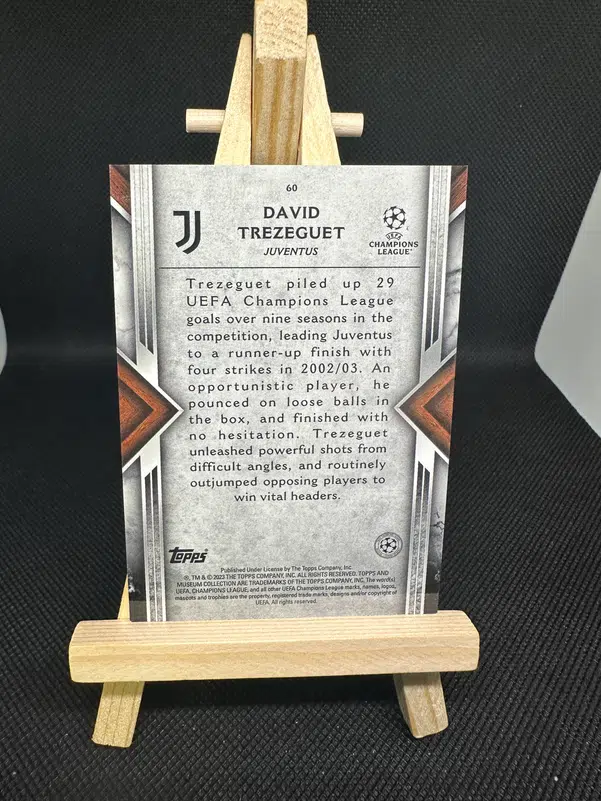 60
DAVID
TREZEGUET
JUVENTUS
UEFA
CHAMPIONS
LEAGUE®
Trezeguet piled up 29
UEFA Champions League
goals over nine seasons in the
competition, leading Juventus
to a runner-up finish with
four strikes in 2002/03. An
opportunistic player, he
pounced on loose balls in
the box, and finished with
no hesitation. Trezeguet
unleashed powerful shots from
difficult angles, and routinely
outjumped opposing players to
win vital headers.
topps
Published Under License by The Topps Company, Inc.
®, TM & © 2023 THE TOPPS COMPANY, INC. ALL RIGHTS RESERVED. TOPPS AND
MUSEUM COLLECTION ARE TRADEMARKS OF THE TOPPS COMPANY, INC. The word(s)
UEFA, CHAMPIONS LEAGUE, and all other UEFA Champions League marks, names, logos,
mascots and trophies are the property, registered trade marks, designs and/or copyright of
UEFA. All rights reserved.